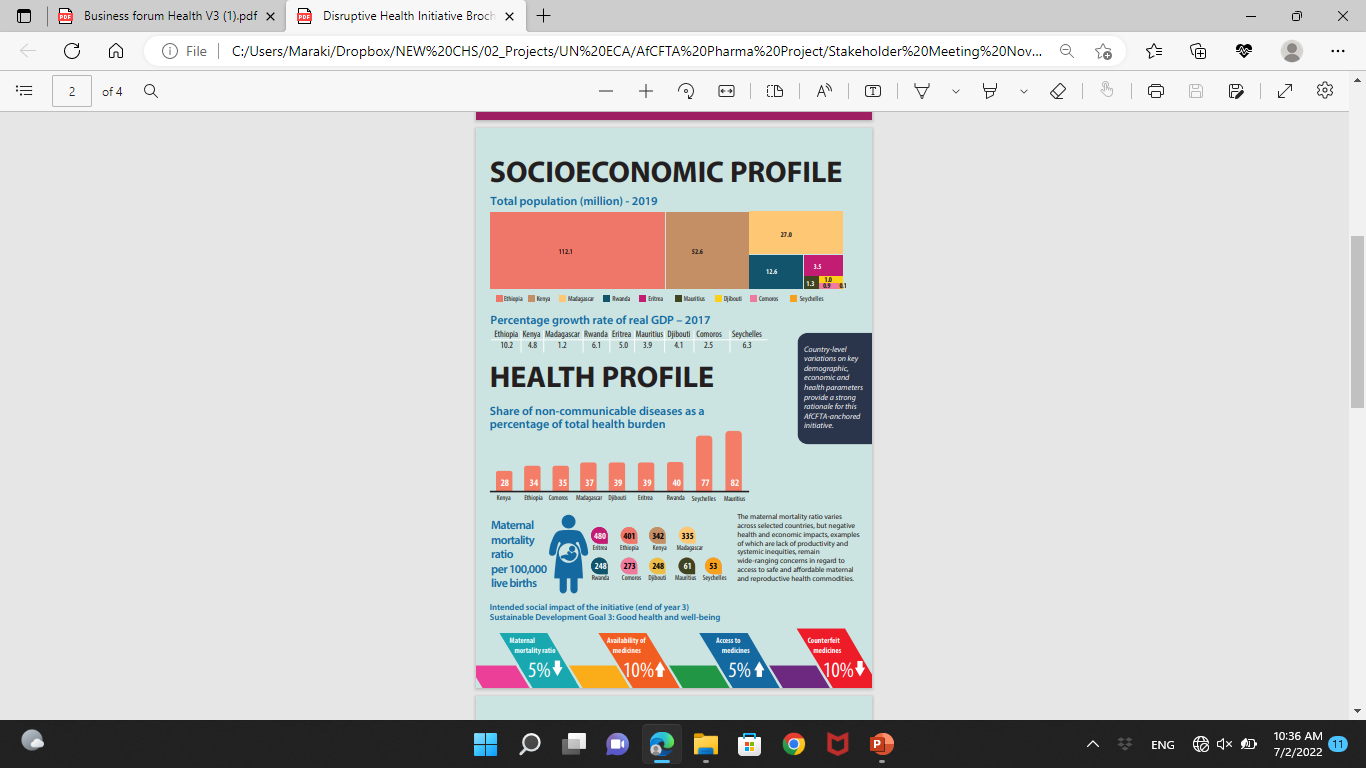 Business forum Health V3 (1).pdf
Disruptive Health Initiative Broch
File
C:/Users/Maraki/Dropbox/NEW%20CHS/02_Projects/UN%20ECA/AfCFTA%20Pharma%20Project/Stakeholder%20Meeting%20Nov...
2 of 4
SOCIOECONOMIC PROFILE
Total population (million) - 2019
112.1 52.6 27.0
12.6 3.5
1.3 1.0
0.9 0.1
Ethiopia Kenya Madagascar Rwanda Eritrea Mauritius Djibouti Comoros Seychelles
Percentage growth rate of real GDP – 2017
Ethiopia Kenya Madagascar Rwanda Eritrea Mauritius Djibouti Comoros Seychelles
10.2 4.8 1.2 6.1 5.0 3.9 4.1 2.5 6.3
Country-level
variations on key
demographic,
economic and
health parameters
provide a strong
rationale for this
AfCFTA-anchored
initiative.
HEALTH PROFILE
Share of non-communicable diseases as a
percentage of total health burden
28 34 35 37 39 39 40 77 82
Kenya Ethiopia Comoros Madagascar Djibouti Eritrea Rwanda Seychelles Mauritius
Maternal
mortality
ratio
per 100,000
live births
480 401 342 335
Eritrea Ethiopia Kenya Madagascar
248 273 248 61 53
Rwanda Comoros Djibouti Mauritius Seychelles
The maternal mortality ratio varies
across selected countries, but negative
health and economic impacts, examples
of which are lack of productivity and
systemic inequities, remain
wide-ranging concerns in regard to
access to safe and affordable maternal
and reproductive health commodities.
Intended social impact of the initiative (end of year 3)
Sustainable Development Goal 3: Good health and well-being
Maternal
mortality ratio
5%
Availability of
medicines
10%
Access to
medicines
5%
Counterfeit
medicines
10%
ENG
10:36 AM
7/2/2022
11